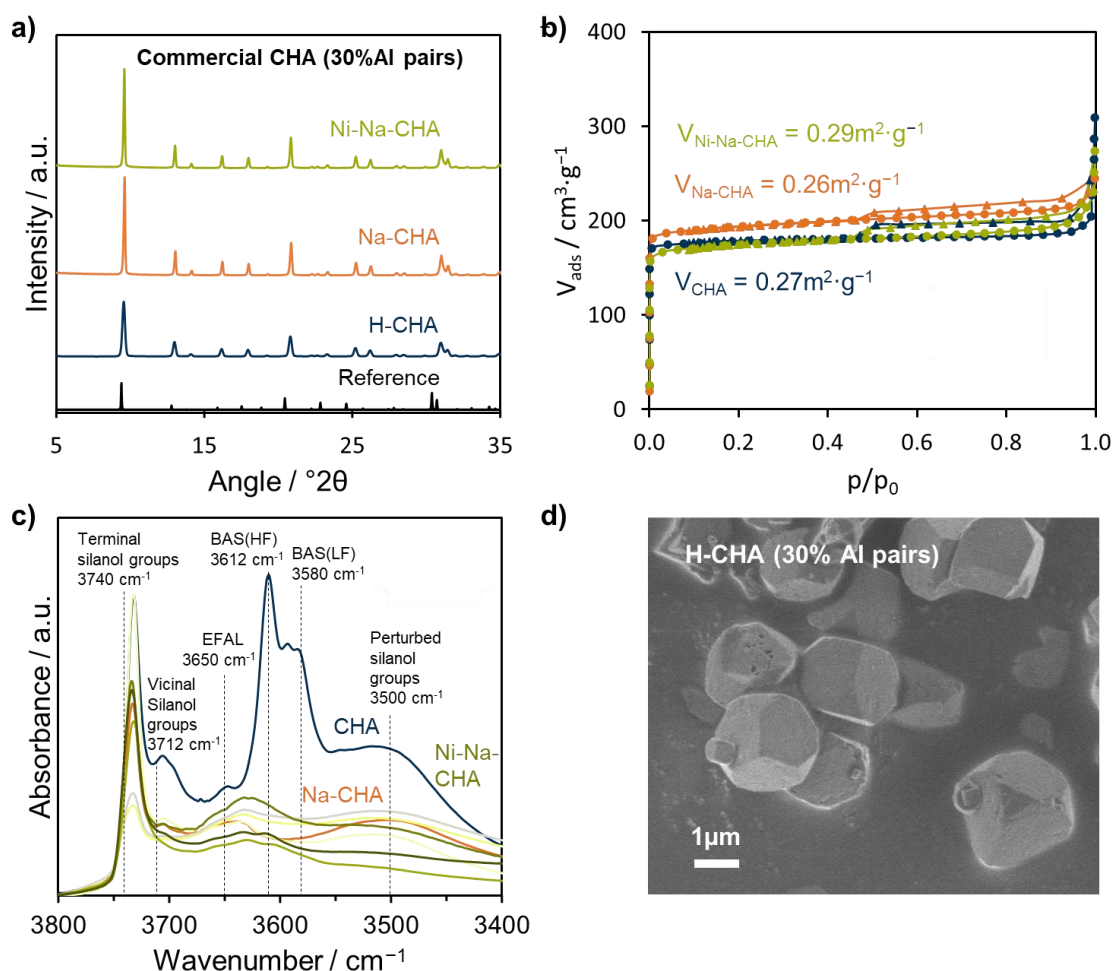 a)
Commercial CHA (30%Al pairs)
Ni-Na-CHA
Na-CHA
H-CHA
Reference
Intensity / a.u.
5
15
25
35
Angle / °2θ
b)
400
300
200
100
0
V_Ni-Na-CHA = 0.29m²·g⁻¹
V_Na-CHA = 0.26m²·g⁻¹
V_CHA = 0.27m²·g⁻¹
V_ads / cm³·g⁻¹
0.0
0.2
0.4
0.6
0.8
1.0
p/p₀
c)
Terminal
silanol groups
3740 cm⁻¹
Vicinal
Silanol
groups
3712 cm⁻¹
EFAL
3650 cm⁻¹
BAS(HF)
3612 cm⁻¹
BAS(LF)
3580 cm⁻¹
Perturbed
silanol
groups
3500 cm⁻¹
CHA
Ni-Na-
CHA
Na-CHA
Absorbance / a.u.
3800
3700
3600
3500
3400
Wavenumber / cm⁻¹
d)
H-CHA (30% Al pairs)
1µm